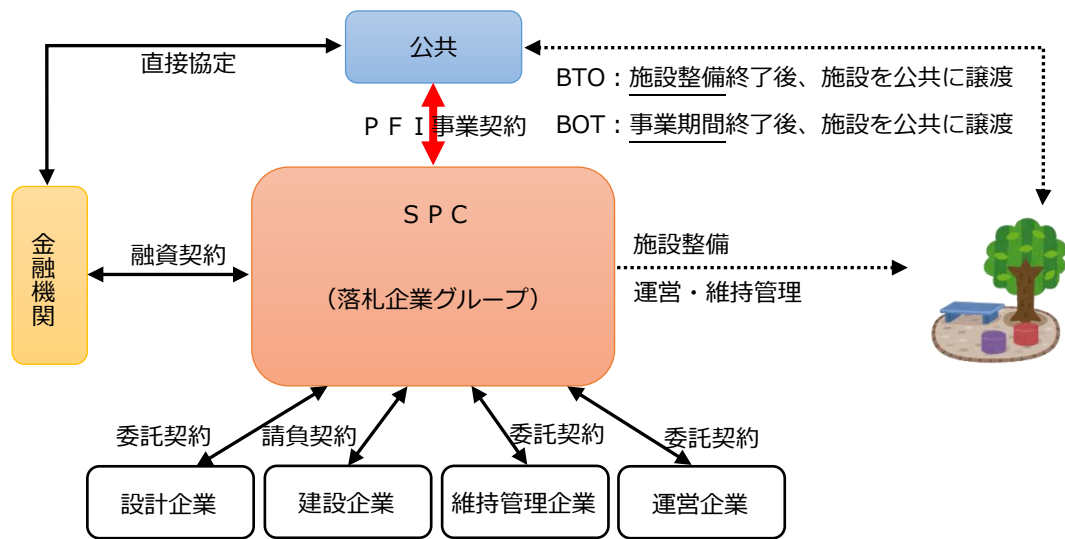 公共
直接協定
BTO：施設整備終了後、施設を公共に譲渡
ＰＦＩ事業契約
BOT：事業期間終了後、施設を公共に譲渡
ＳＰＣ
（落札企業グループ）
金融機関
融資契約
施設整備
運営・維持管理
委託契約
請負契約
委託契約
委託契約
設計企業
建設企業
維持管理企業
運営企業